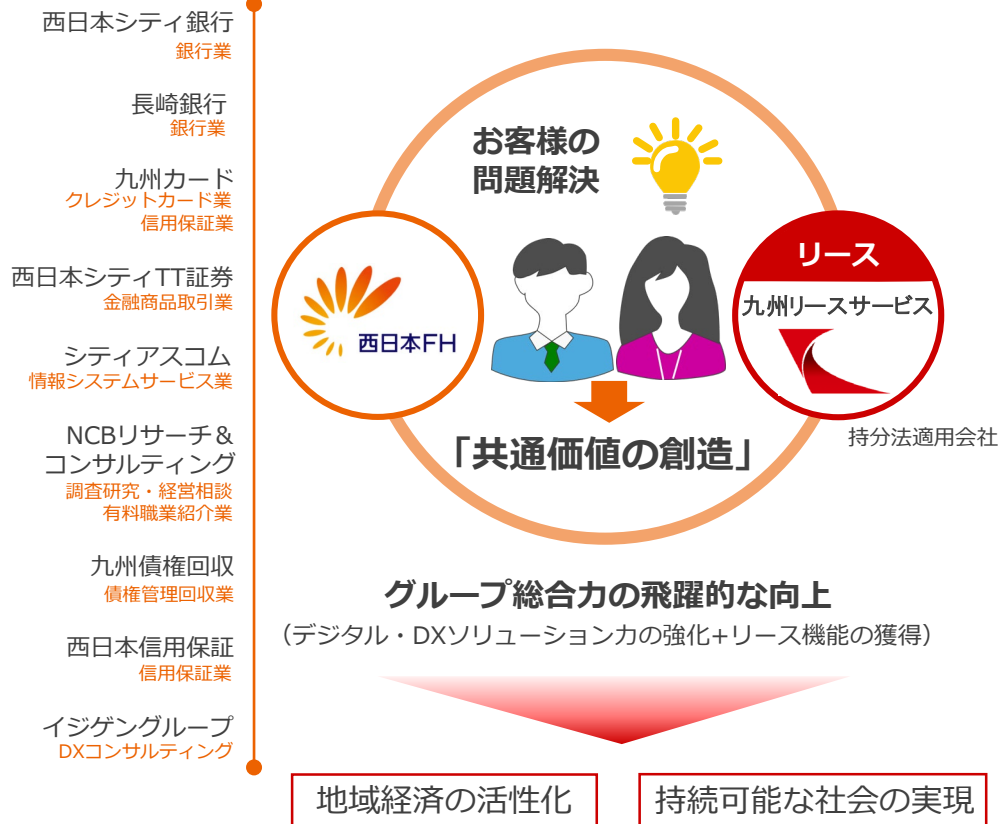 西日本シティ銀行
銀行業
長崎銀行
銀行業
九州カード
クレジットカード業
信用保証業
西日本シティTT証券
金融商品取引業
シティアスコム
情報システムサービス業
NCBリサーチ＆
コンサルティング
調査研究・経営相談
有料職業紹介業
九州債権回収
債権管理回収業
西日本信用保証
信用保証業
イジゲングループ
DXコンサルティング
お客様の
問題解決
西日本FH
リース
九州リースサービス
持分法適用会社
「共通価値の創造」
グループ総合力の飛躍的な向上
（デジタル・DXソリューション力の強化+リース機能の獲得）
地域経済の活性化
持続可能な社会の実現